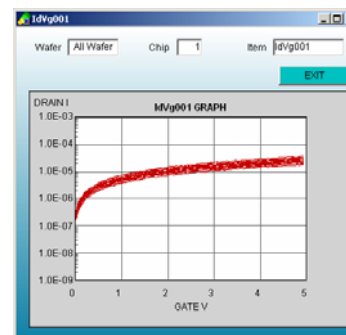 IdVg001
Wafer All Wafer Chip 1 Item IdVg001
EXIT
DRAIN I
IdVg001 GRAPH
1.0E-03
1.0E-04
1.0E-05
1.0E-06
1.0E-07
1.0E-08
1.0E-09
0 1 2 3 4 5
GATE V